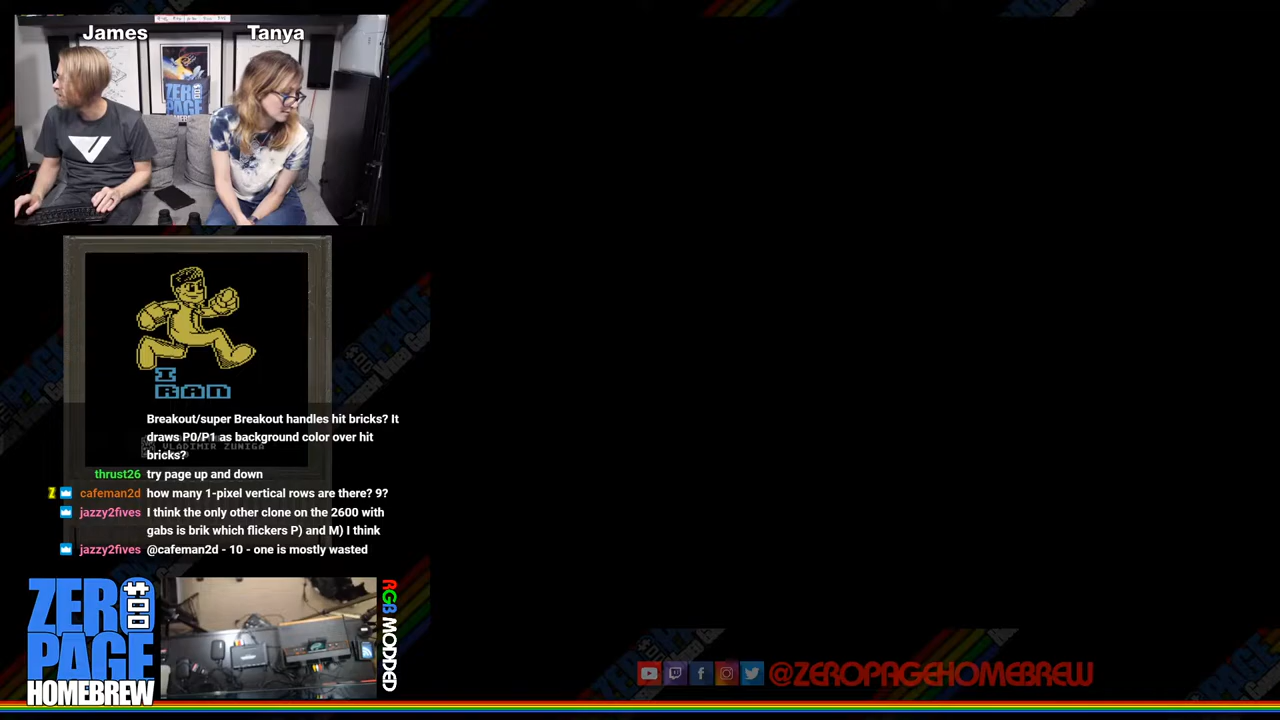 James
Tanya
ZERO
PAGE
I
RAN
VLADIMIR ZUNIGA
Breakout/super Breakout handles hit bricks? It
draws P0/P1 as background color over hit
bricks?
thrust26 try page up and down
Z cafeman2d how many 1-pixel vertical rows are there? 9?
jazzy2fives I think the only other clone on the 2600 with
gabs is brik which flickers P) and M) I think
jazzy2fives @cafeman2d - 10 - one is mostly wasted
ZERO $00
PAGE
HOMEBREW
RGB MODDED
@ZEROPAGEHOMEBREW